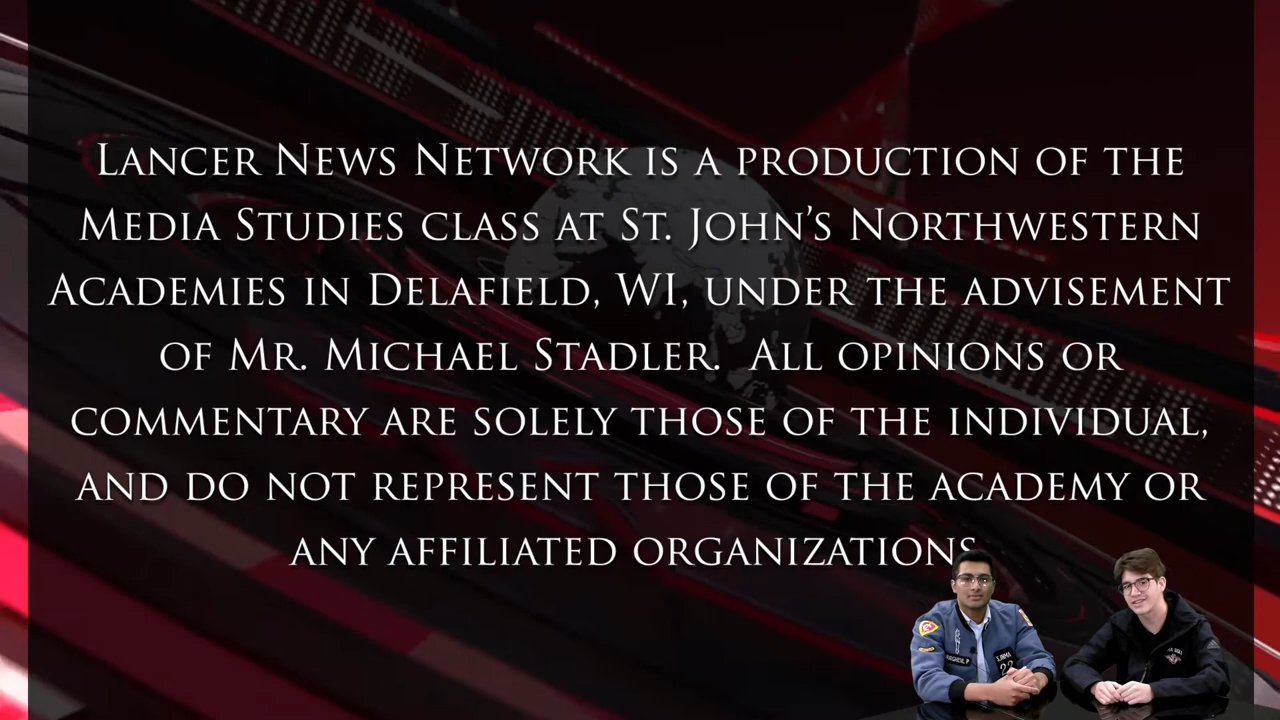 Lancer News Network is a production of the
Media Studies class at St. John's Northwestern
Academies in Delafield, WI, under the advisement
of Mr. Michael Stadler.  All opinions or
commentary are solely those of the individual,
and do not represent those of the academy or
any affiliated organizations
SJNMA
22